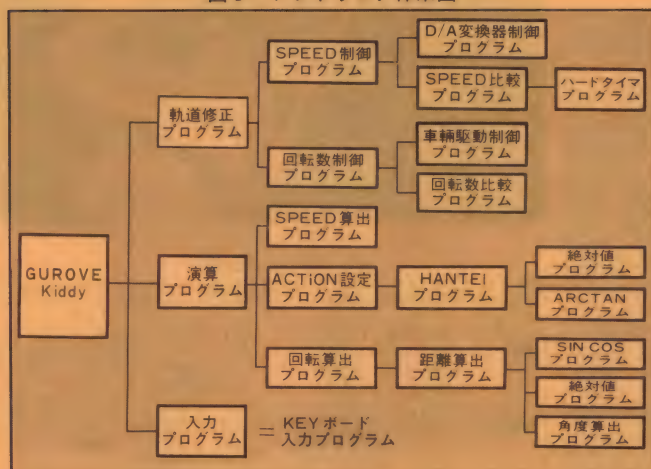 D/A変換器制御
プログラム
SPEED制御
プログラム
SPEED比較
プログラム
ハードタイマ
プログラム
軌道修正
プログラム
車輛駆動制御
プログラム
回転数制御
プログラム
回転数比較
プログラム
SPEED算出
プログラム
GUROVE
Kiddy
演算
プログラム
ACTiON設定
プログラム
HANTEI
プログラム
絶対値
プログラム
ARCTAN
プログラム
回転算出
プログラム
距離算出
プログラム
SIN COS
プログラム
絶対値
プログラム
角度算出
プログラム
入力
プログラム
= KEYボード
入力プログラム